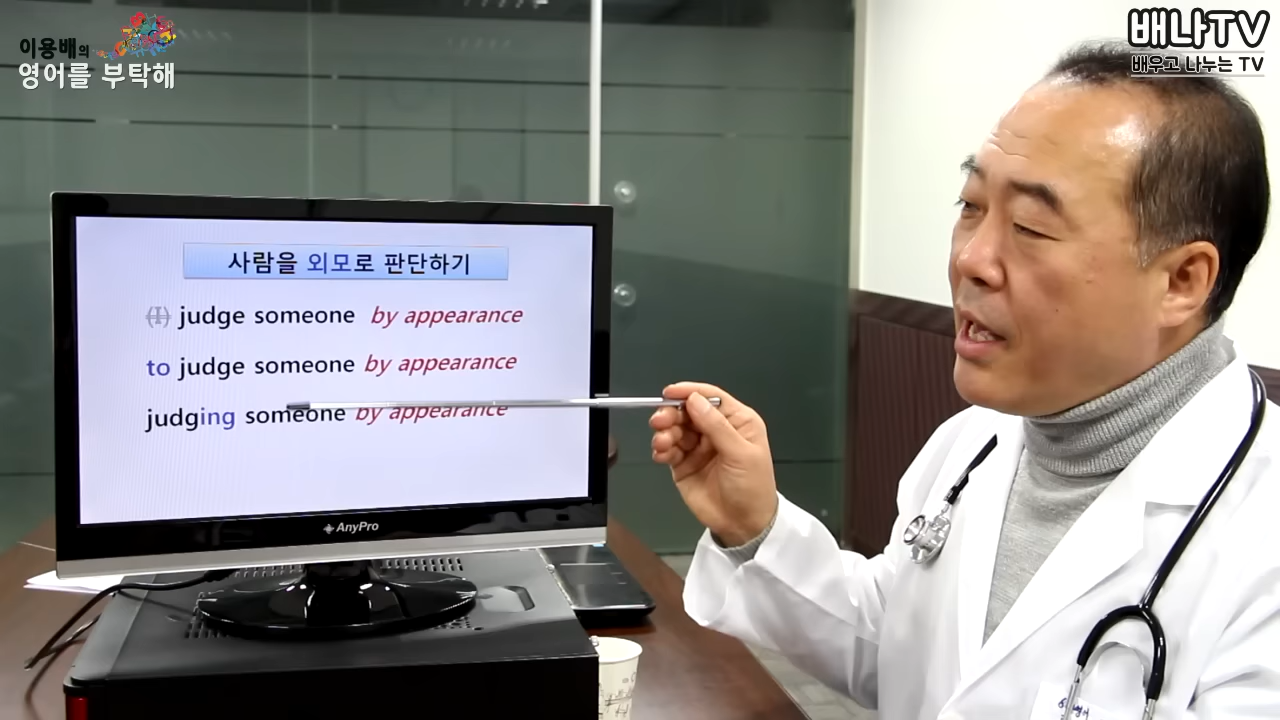 이용배의
영어를 부탁해
배나TV
배우고 나누는 TV
사람을 외모로 판단하기
(I) judge someone by appearance
to judge someone by appearance
judging someone by appearance
AnyPro